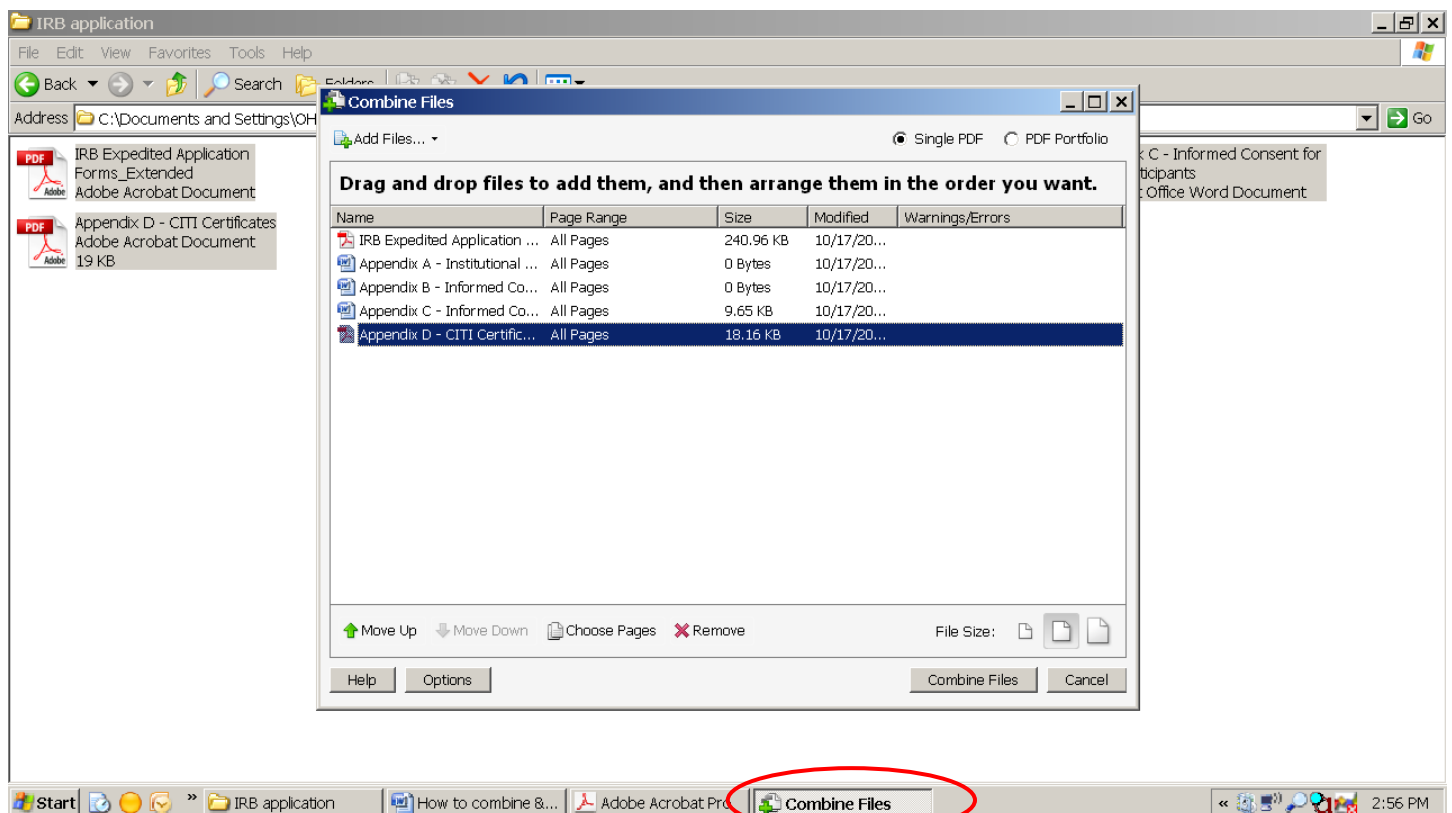 IRB application
File Edit View Favorites Tools Help
Back Search Folders
Address C:\Documents and Settings\OH Go
IRB Expedited Application
Forms_Extended
Adobe Acrobat Document
Appendix D - CITI Certificates
Adobe Acrobat Document
19 KB
C - Informed Consent for
ticipants
Office Word Document
Combine Files
Add Files... Single PDF PDF Portfolio
Drag and drop files to add them, and then arrange them in the order you want.
Name Page Range Size Modified Warnings/Errors
IRB Expedited Application ... All Pages 240.96 KB 10/17/20...
Appendix A - Institutional ... All Pages 0 Bytes 10/17/20...
Appendix B - Informed Co... All Pages 0 Bytes 10/17/20...
Appendix C - Informed Co... All Pages 9.65 KB 10/17/20...
Appendix D - CITI Certific... All Pages 18.16 KB 10/17/20...
Move Up Move Down Choose Pages Remove File Size:
Help Options Combine Files Cancel
Start » IRB application How to combine &... Adobe Acrobat Pro Combine Files « 2:56 PM